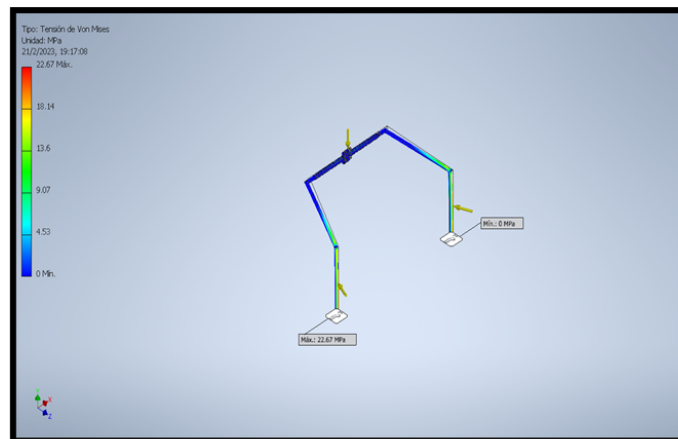 Tipo: Tensión de Von Mises
Unidad: MPa
21/2/2023, 19:17:08
22.67 Máx.
18.14
13.6
9.07
4.53
0 Mín.
Mín.: 0 MPa
Máx.: 22.67 MPa
Y
X
Z